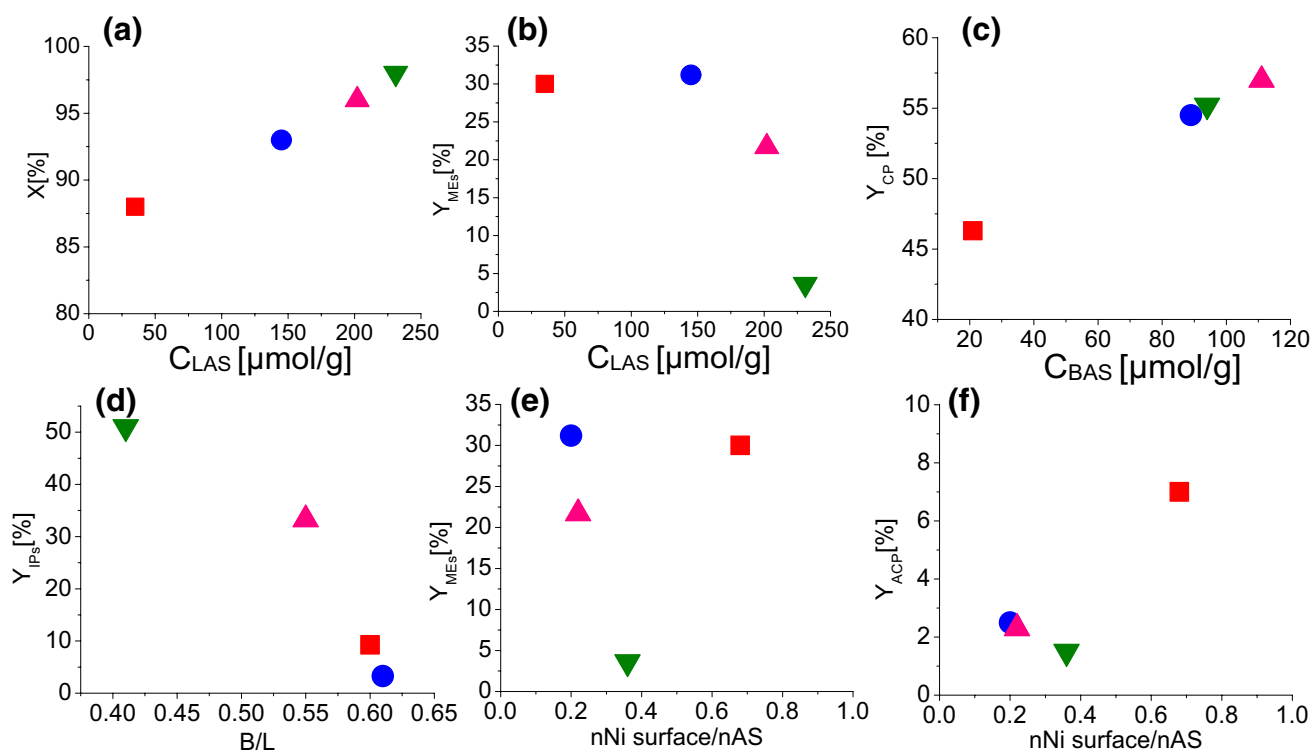 (a)
100
95
90
85
80
X[%]
0 50 100 150 200 250
CLAS [µmol/g]
(b)
35
30
25
20
15
10
5
0
YMEs[%]
0 50 100 150 200 250
CLAS [µmol/g]
(c)
60
55
50
45
40
YCP [%]
20 40 60 80 100 120
CBAS [µmol/g]
(d)
50
40
30
20
10
0
YIPs[%]
0.40 0.45 0.50 0.55 0.60 0.65
B/L
(e)
35
30
25
20
15
10
5
0
YMEs[%]
0.0 0.2 0.4 0.6 0.8 1.0
nNi surface/nAS
(f)
10
8
6
4
2
0
YACP[%]
0.0 0.2 0.4 0.6 0.8 1.0
nNi surface/nAS